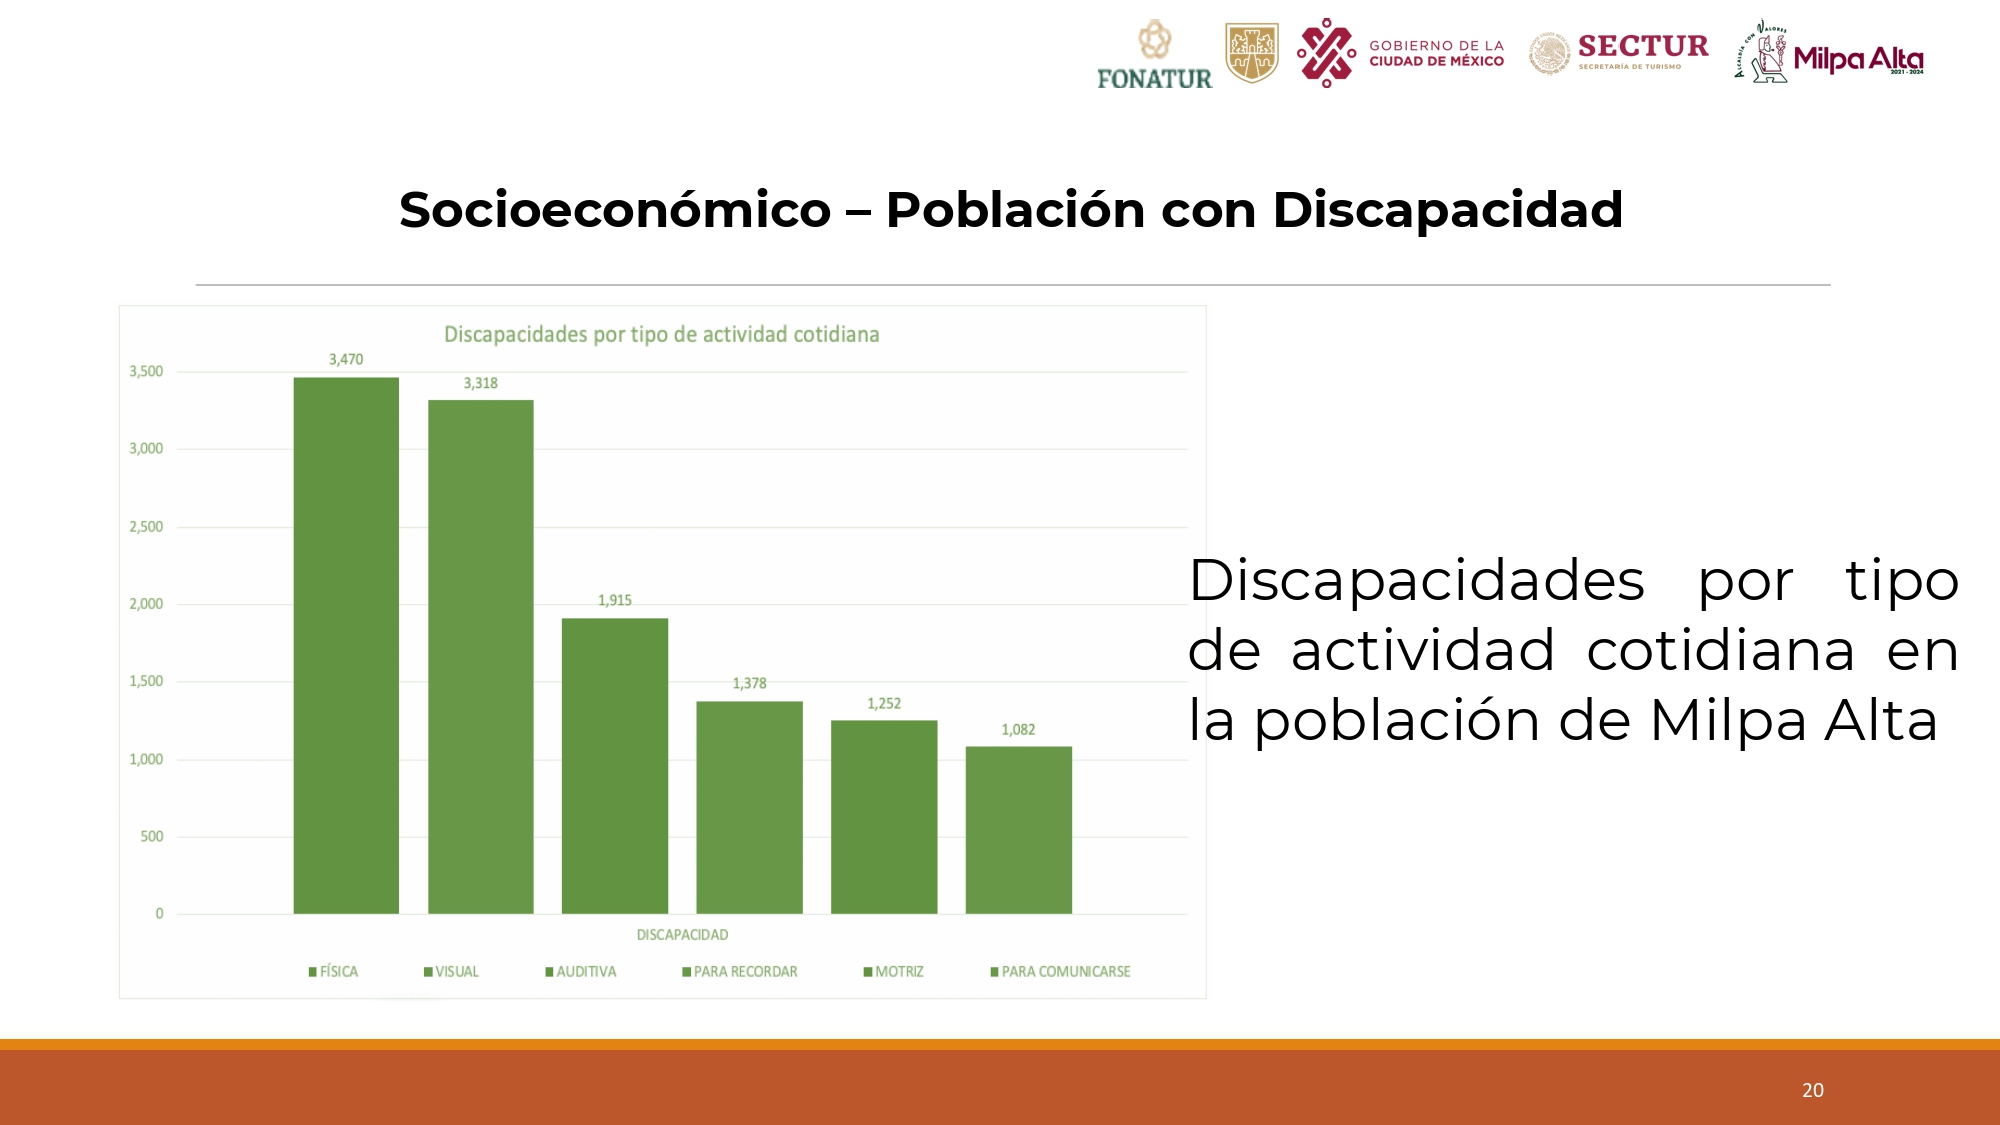 FONATUR
GOBIERNO DE LA
CIUDAD DE MÉXICO
SECTUR
SECRETARÍA DE TURISMO
ALCALDÍA CON VALORES
Milpa Alta
2021 - 2024
Socioeconómico – Población con Discapacidad
Discapacidades por tipo de actividad cotidiana
3,500
3,000
2,500
2,000
1,500
1,000
500
0
3,470
3,318
1,915
1,378
1,252
1,082
DISCAPACIDAD
FÍSICA
VISUAL
AUDITIVA
PARA RECORDAR
MOTRIZ
PARA COMUNICARSE
Discapacidades por tipo
de actividad cotidiana en
la población de Milpa Alta
20